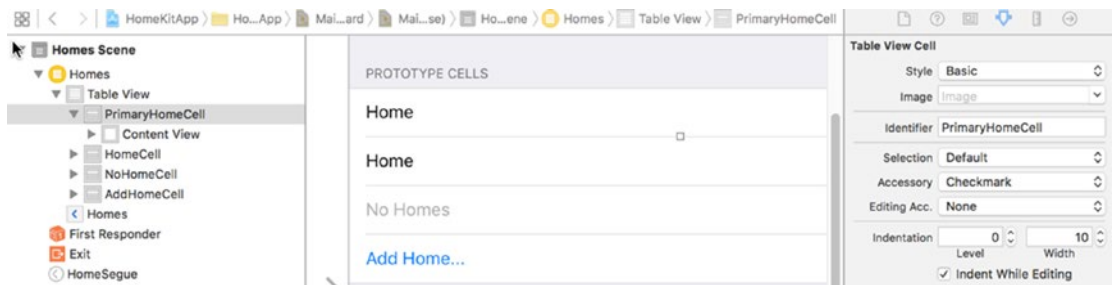 HomeKitApp Ho...App Mai...ard Mai...se) Ho...ene Homes Table View PrimaryHomeCell
Homes Scene
Homes
Table View
PrimaryHomeCell
Content View
HomeCell
NoHomeCell
AddHomeCell
Homes
First Responder
Exit
HomeSegue
PROTOTYPE CELLS
Home
Home
No Homes
Add Home...
Table View Cell
Style Basic
Image Image
Identifier PrimaryHomeCell
Selection Default
Accessory Checkmark
Editing Acc. None
Indentation 0 10
Level Width
Indent While Editing